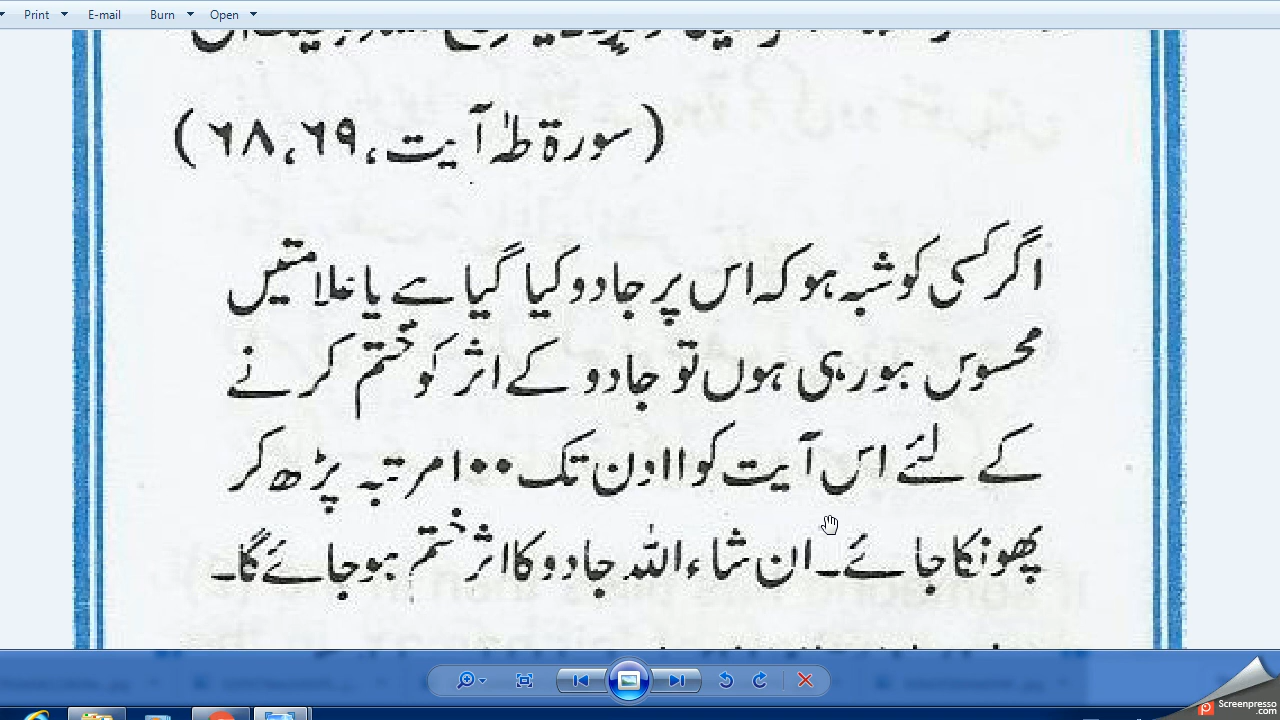 Print E-mail Burn Open
(سورۃ طٰہٰ آیت،۶۹،۶۸)
اگر کسی کو شبہ ہو کہ اس پر جادو کیا گیا ہے یا علامتیں
محسوس ہو رہی ہوں تو جادو کے اثر کو ختم کرنے
کے لئے اس آیت کو ۱۱ دن تک ۱۰۰ مرتبہ پڑھ کر
پھونکا جائے۔ ان شاء اللہ جادو کا اثر ختم ہو جائے گا۔
Screenpresso
.com